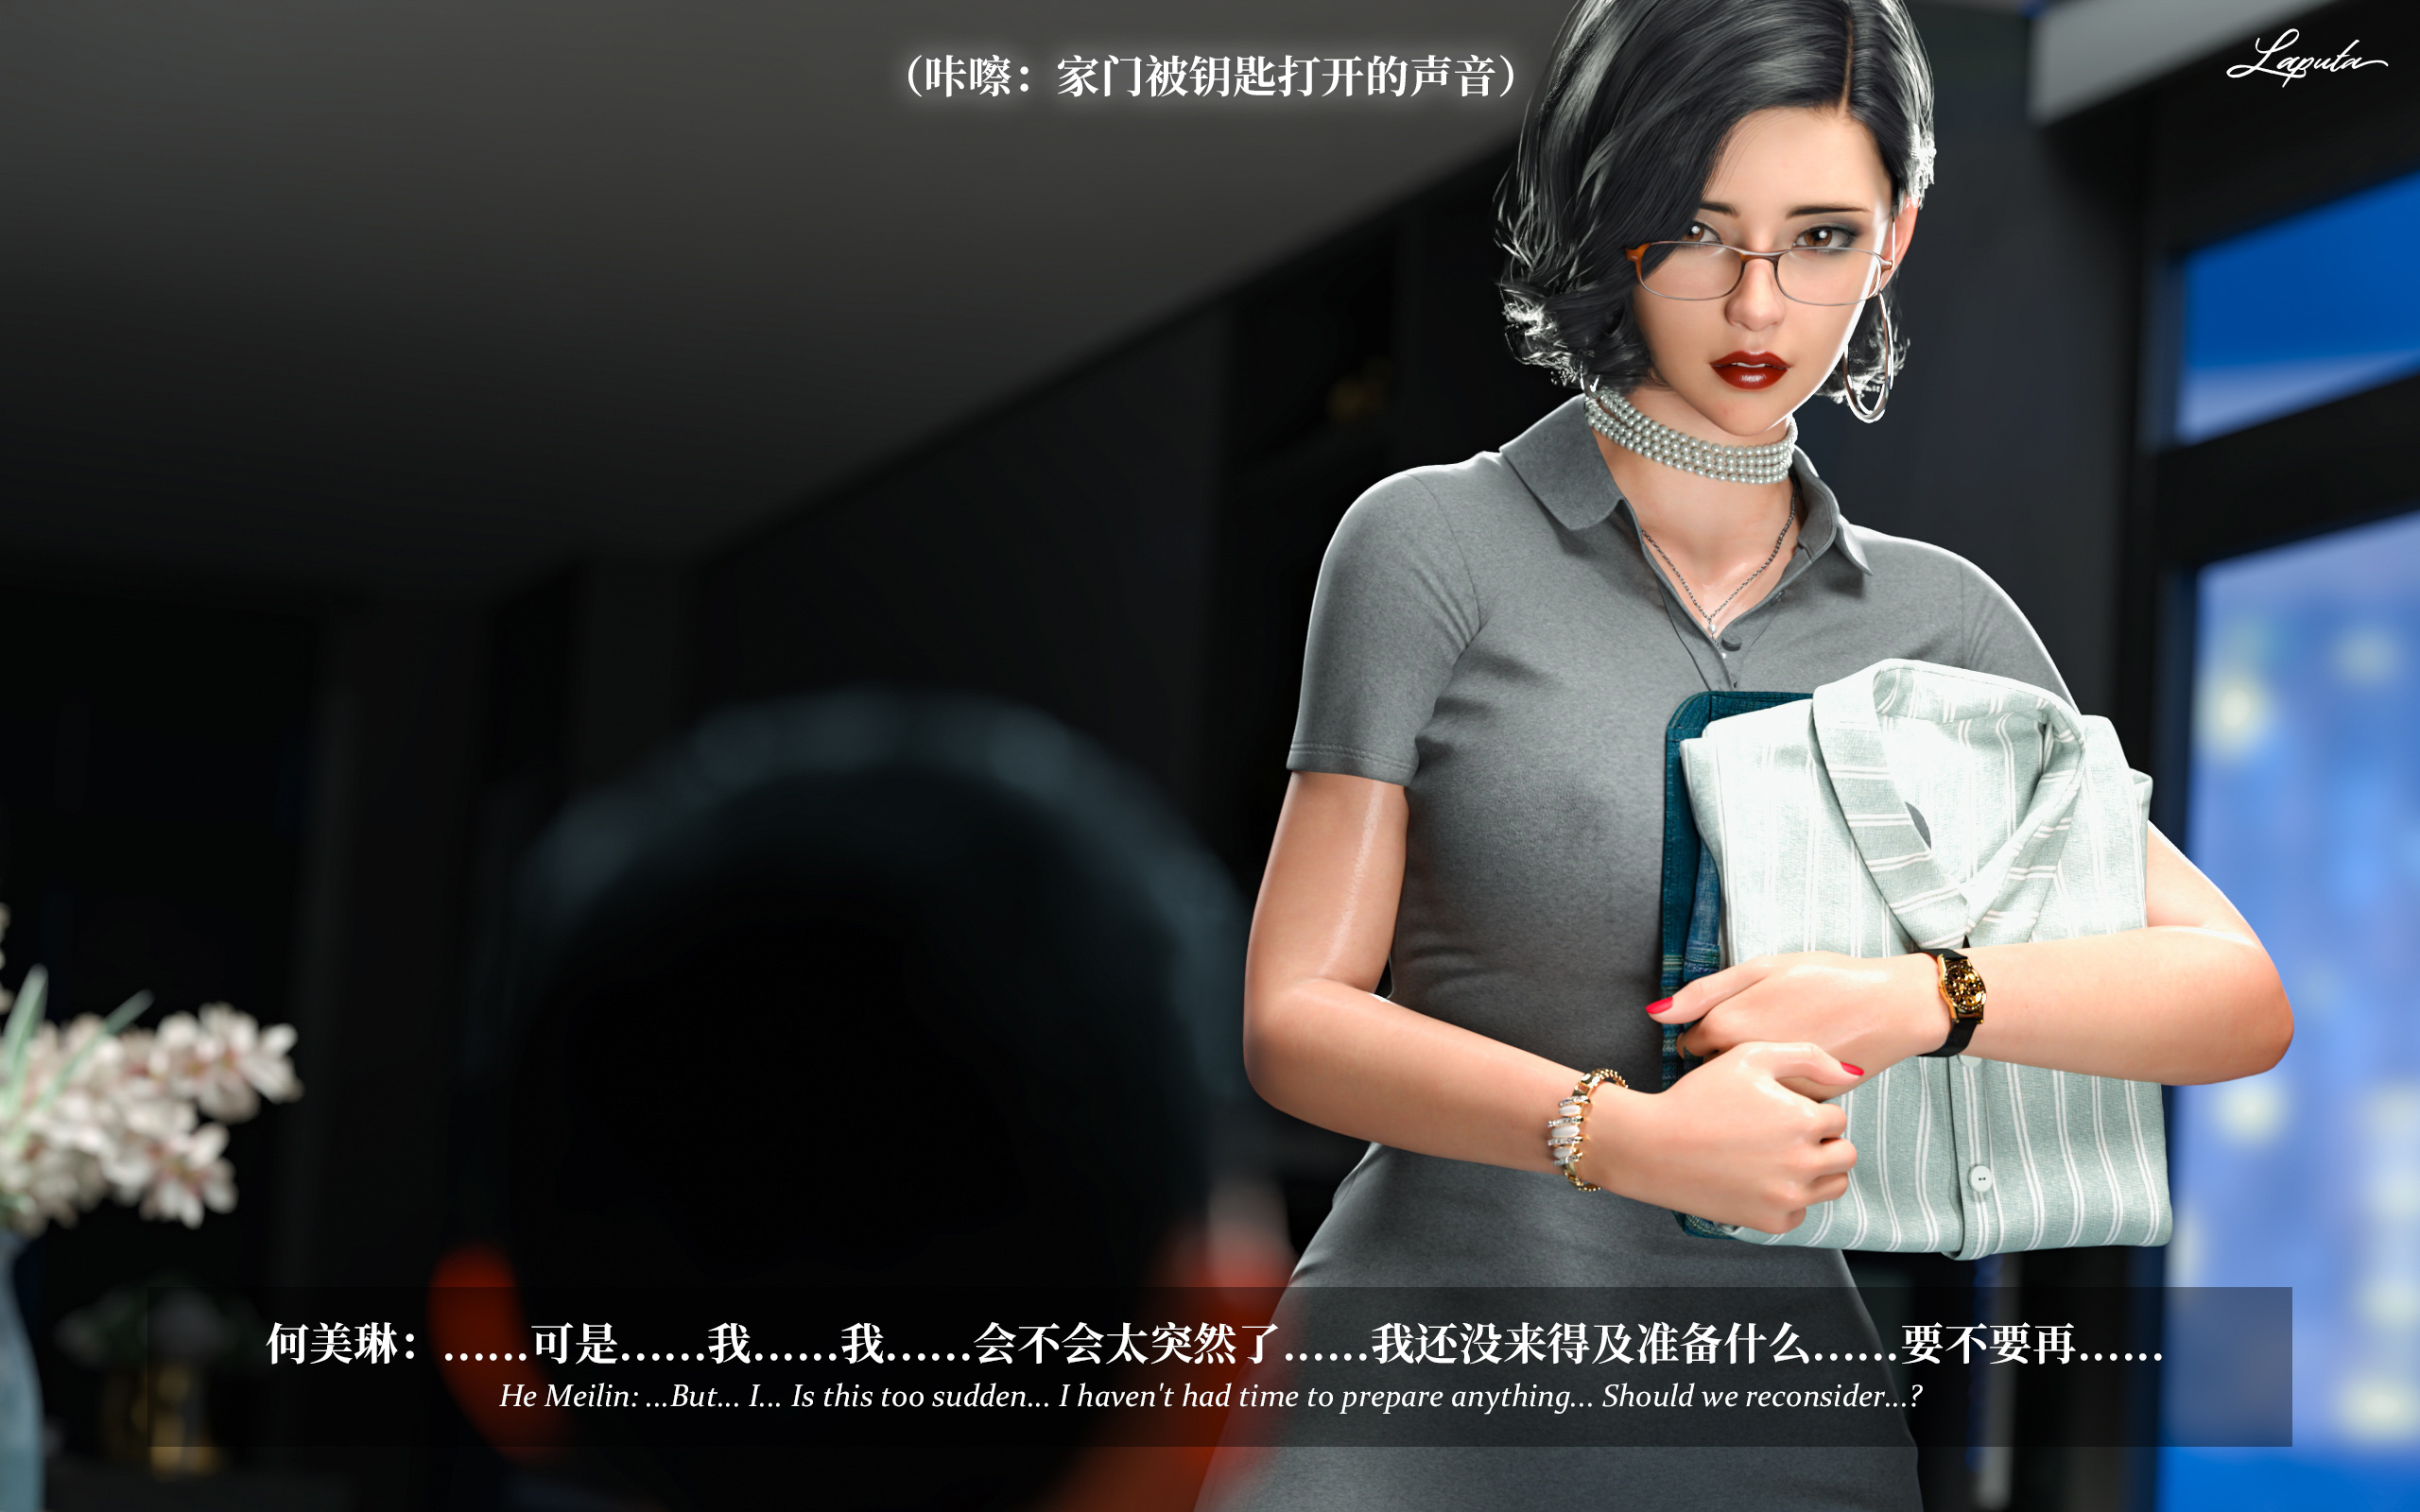 （咔嚓：家门被钥匙打开的声音）
Laputa
何美琳：……可是……我……我……会不会太突然了……我还没来得及准备什么……要不要再……
He Meilin: ...But... I... Is this too sudden... I haven't had time to prepare anything... Should we reconsider...?